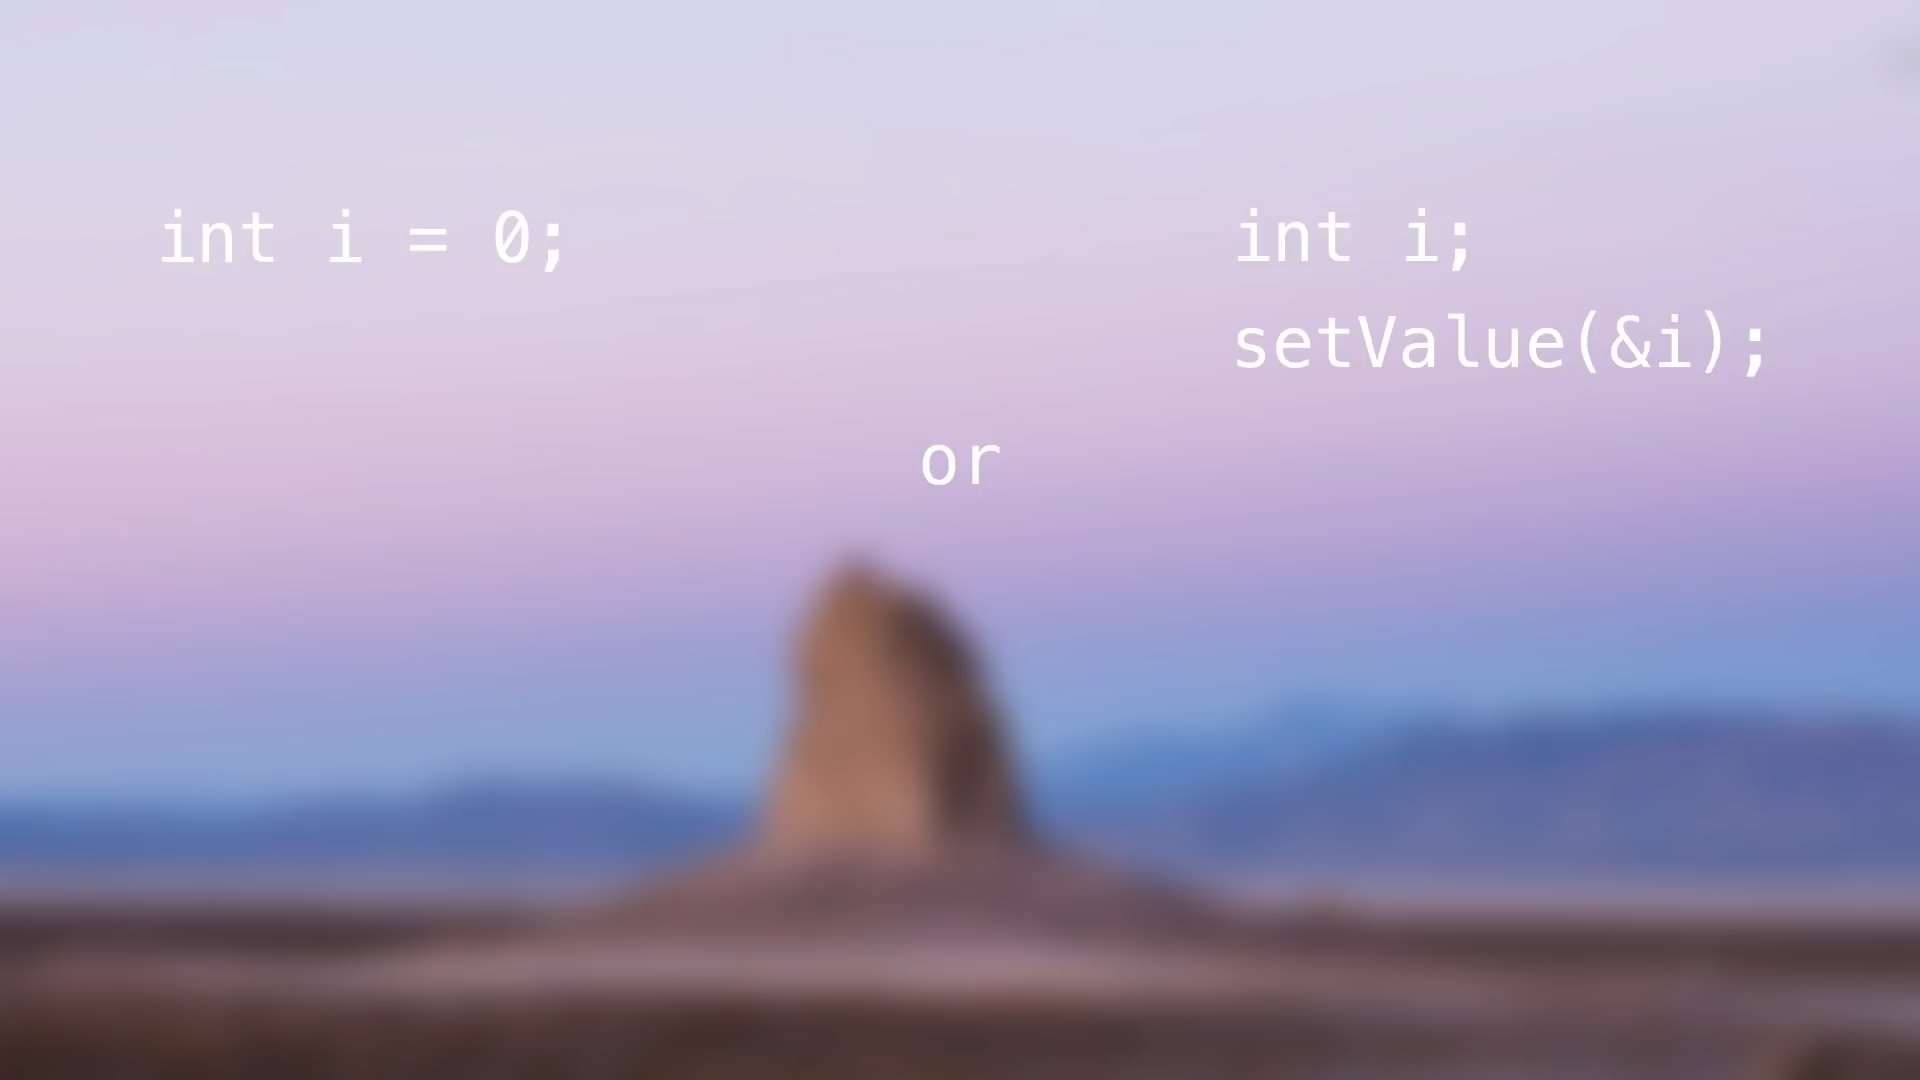 int i = 0;
int i;
setValue(&i);
or